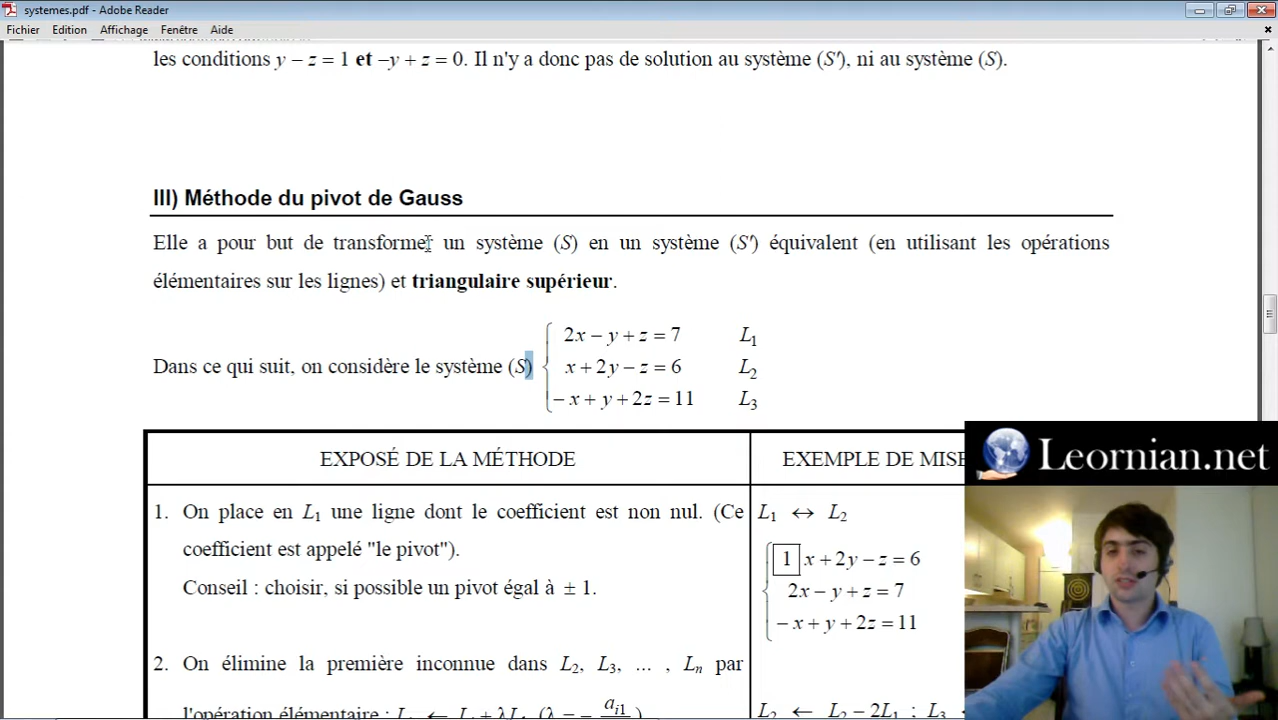 systemes.pdf - Adobe Reader
Fichier Edition Affichage Fenêtre Aide
les conditions y – z = 1 et –y + z = 0. Il n'y a donc pas de solution au système (S′), ni au système (S).
III) Méthode du pivot de Gauss
Elle a pour but de transformer un système (S) en un système (S′) équivalent (en utilisant les opérations
élémentaires sur les lignes) et triangulaire supérieur.
2x – y + z = 7 L1
Dans ce qui suit, on considère le système (S) x + 2y – z = 6 L2
– x + y + 2z = 11 L3
EXPOSÉ DE LA MÉTHODE EXEMPLE DE MISE
Leornian.net
1. On place en L1 une ligne dont le coefficient est non nul. (Ce L1 ↔ L2
coefficient est appelé "le pivot").
1 x + 2y – z = 6
Conseil : choisir, si possible un pivot égal à ± 1.
2x – y + z = 7
– x + y + 2z = 11
2. On élimine la première inconnue dans L2, L3, ... , Ln par
l'opération élémentaire :
L2 ← L2 – 2L1 ; L3